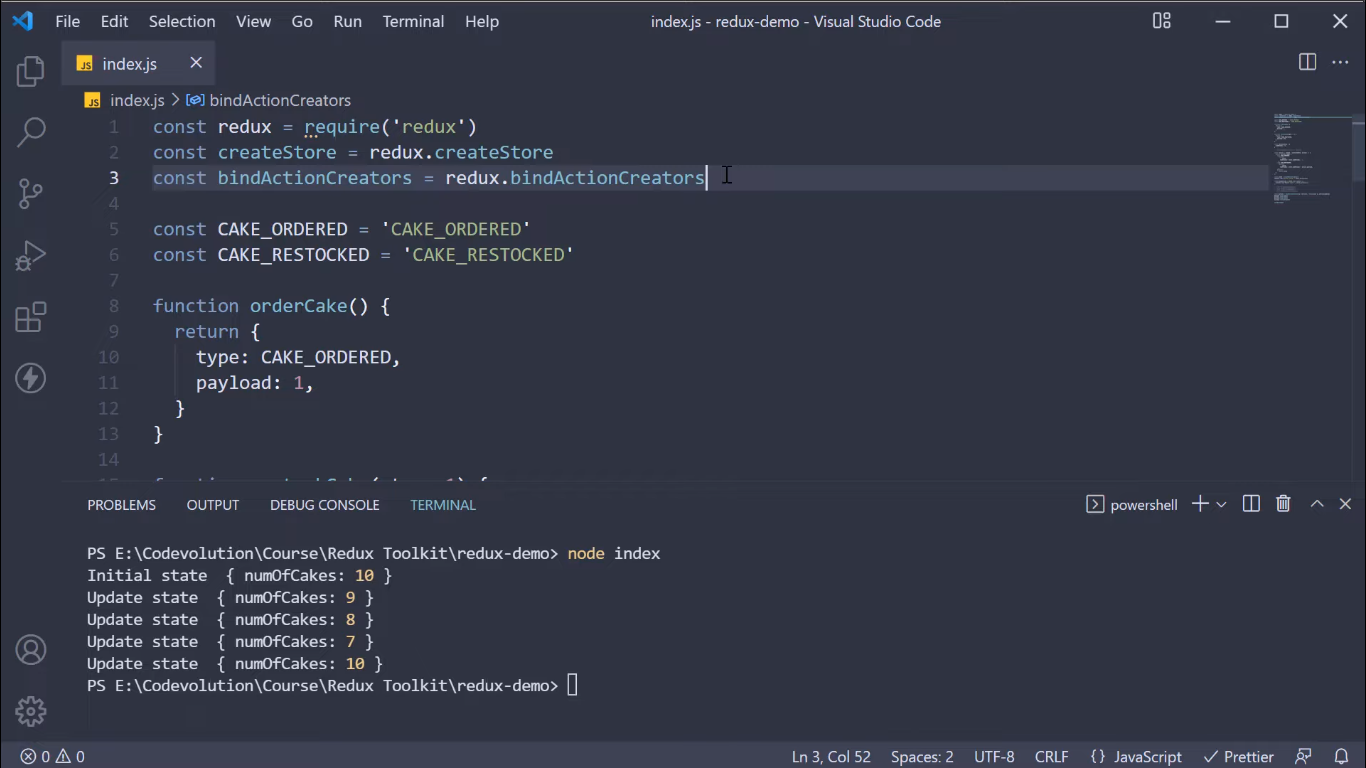 File Edit Selection View Go Run Terminal Help index.js - redux-demo - Visual Studio Code
JS index.js
JS index.js > bindActionCreators
1 const redux = require('redux')
2 const createStore = redux.createStore
3 const bindActionCreators = redux.bindActionCreators
4
5 const CAKE_ORDERED = 'CAKE_ORDERED'
6 const CAKE_RESTOCKED = 'CAKE_RESTOCKED'
7
8 function orderCake() {
9 return {
10 type: CAKE_ORDERED,
11 payload: 1,
12 }
13 }
14
PROBLEMS OUTPUT DEBUG CONSOLE TERMINAL powershell
PS E:\Codevolution\Course\Redux Toolkit\redux-demo> node index
Initial state { numOfCakes: 10 }
Update state { numOfCakes: 9 }
Update state { numOfCakes: 8 }
Update state { numOfCakes: 7 }
Update state { numOfCakes: 10 }
PS E:\Codevolution\Course\Redux Toolkit\redux-demo>
0 0 Ln 3, Col 52 Spaces: 2 UTF-8 CRLF {} JavaScript Prettier